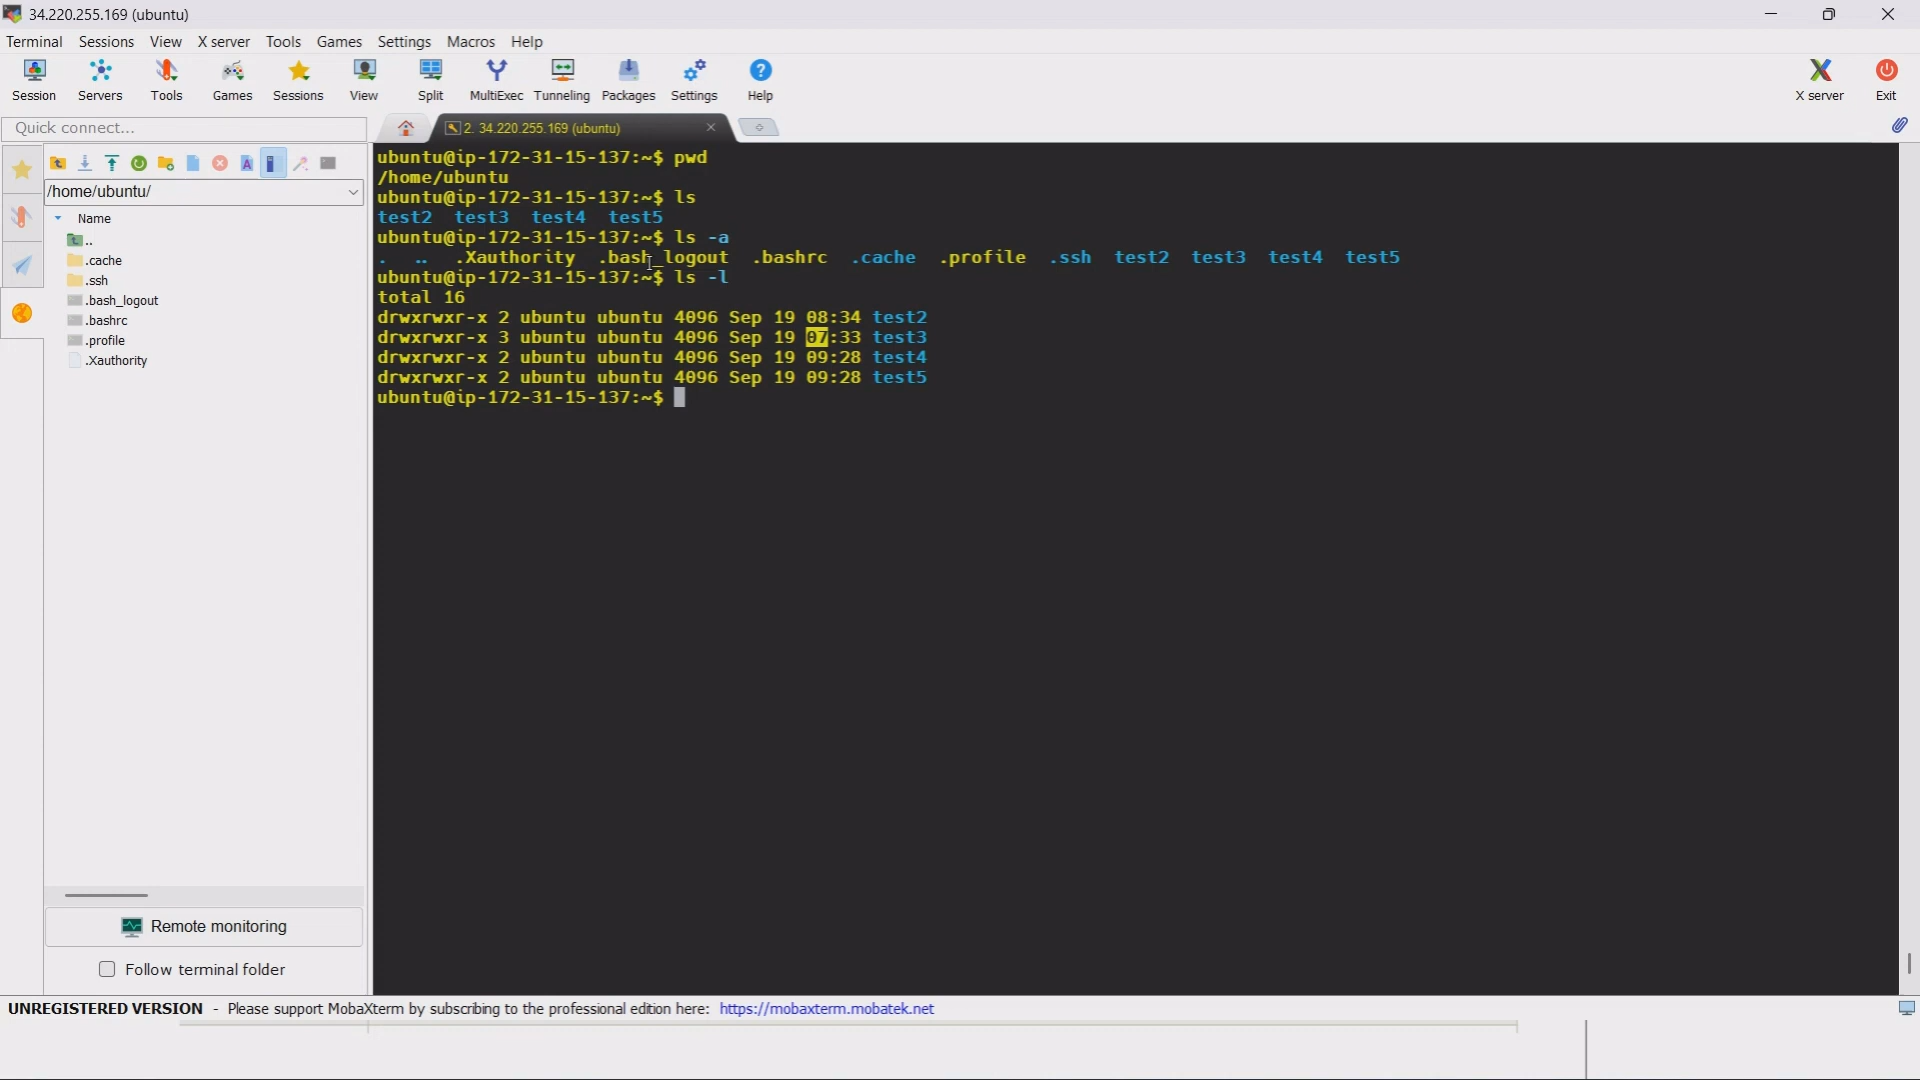 34.220.255.169 (ubuntu)
Terminal Sessions View X server Tools Games Settings Macros Help
Session Servers Tools Games Sessions View Split MultiExec Tunneling Packages Settings Help X server Exit
Quick connect...
2. 34.220.255.169 (ubuntu)
/home/ubuntu/
Name
..
.cache
.ssh
.bash_logout
.bashrc
.profile
.Xauthority
Remote monitoring
Follow terminal folder
ubuntu@ip-172-31-15-137:~$ pwd
/home/ubuntu
ubuntu@ip-172-31-15-137:~$ ls
test2 test3 test4 test5
ubuntu@ip-172-31-15-137:~$ ls -a
. .. .Xauthority .bash_logout .bashrc .cache .profile .ssh test2 test3 test4 test5
ubuntu@ip-172-31-15-137:~$ ls -l
total 16
drwxrwxr-x 2 ubuntu ubuntu 4096 Sep 19 08:34 test2
drwxrwxr-x 3 ubuntu ubuntu 4096 Sep 19 07:33 test3
drwxrwxr-x 2 ubuntu ubuntu 4096 Sep 19 09:28 test4
drwxrwxr-x 2 ubuntu ubuntu 4096 Sep 19 09:28 test5
ubuntu@ip-172-31-15-137:~$
UNREGISTERED VERSION - Please support MobaXterm by subscribing to the professional edition here: https://mobaxterm.mobatek.net